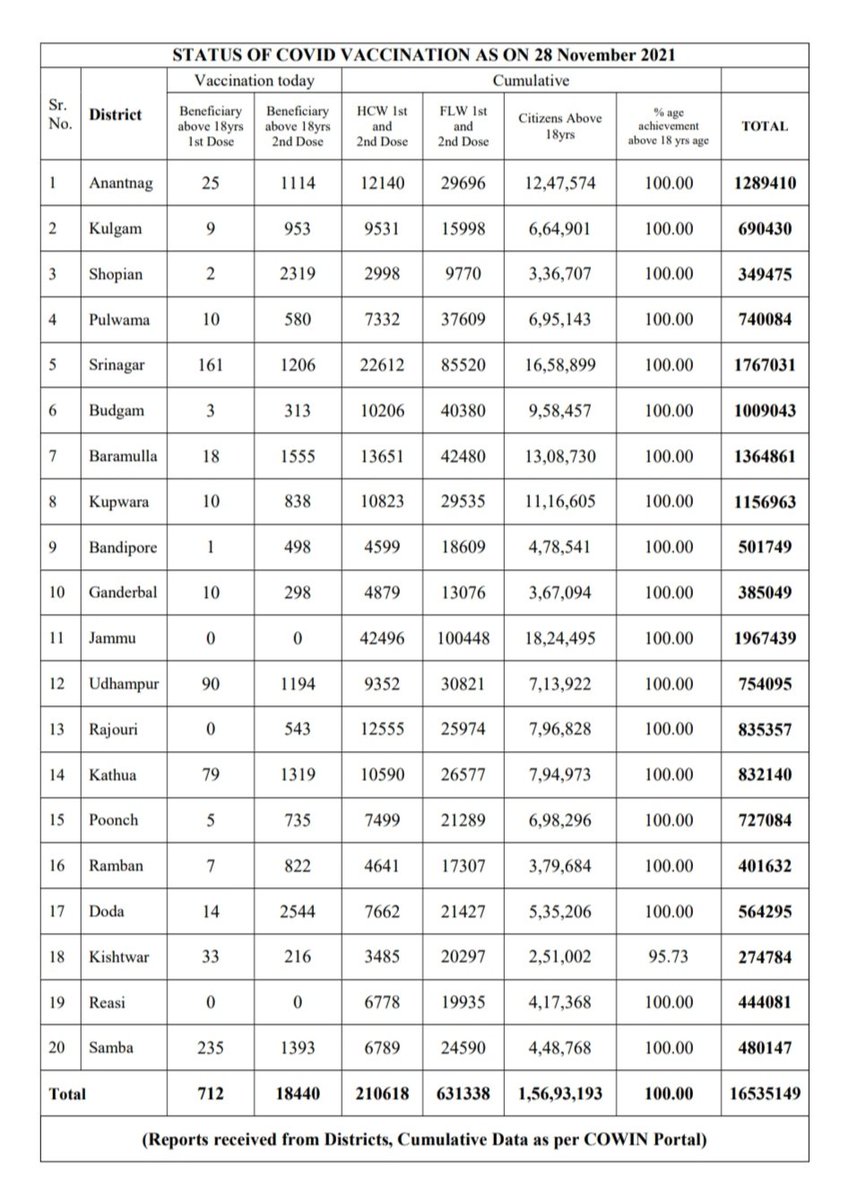 STATUS OF COVID VACCINATION AS ON 28 November 2021
Sr. No. District Vaccination today Cumulative
Beneficiary above 18yrs 1st Dose Beneficiary above 18yrs 2nd Dose HCW 1st and 2nd Dose FLW 1st and 2nd Dose Citizens Above 18yrs % age achievement above 18 yrs age TOTAL
1 Anantnag 25 1114 12140 29696 12,47,574 100.00 1289410
2 Kulgam 9 953 9531 15998 6,64,901 100.00 690430
3 Shopian 2 2319 2998 9770 3,36,707 100.00 349475
4 Pulwama 10 580 7332 37609 6,95,143 100.00 740084
5 Srinagar 161 1206 22612 85520 16,58,899 100.00 1767031
6 Budgam 3 313 10206 40380 9,58,457 100.00 1009043
7 Baramulla 18 1555 13651 42480 13,08,730 100.00 1364861
8 Kupwara 10 838 10823 29535 11,16,605 100.00 1156963
9 Bandipore 1 498 4599 18609 4,78,541 100.00 501749
10 Ganderbal 10 298 4879 13076 3,67,094 100.00 385049
11 Jammu 0 0 42496 100448 18,24,495 100.00 1967439
12 Udhampur 90 1194 9352 30821 7,13,922 100.00 754095
13 Rajouri 0 543 12555 25974 7,96,828 100.00 835357
14 Kathua 79 1319 10590 26577 7,94,973 100.00 832140
15 Poonch 5 735 7499 21289 6,98,296 100.00 727084
16 Ramban 7 822 4641 17307 3,79,684 100.00 401632
17 Doda 14 2544 7662 21427 5,35,206 100.00 564295
18 Kishtwar 33 216 3485 20297 2,51,002 95.73 274784
19 Reasi 0 0 6778 19935 4,17,368 100.00 444081
20 Samba 235 1393 6789 24590 4,48,768 100.00 480147
Total 712 18440 210618 631338 1,56,93,193 100.00 16535149
(Reports received from Districts, Cumulative Data as per COWIN Portal)